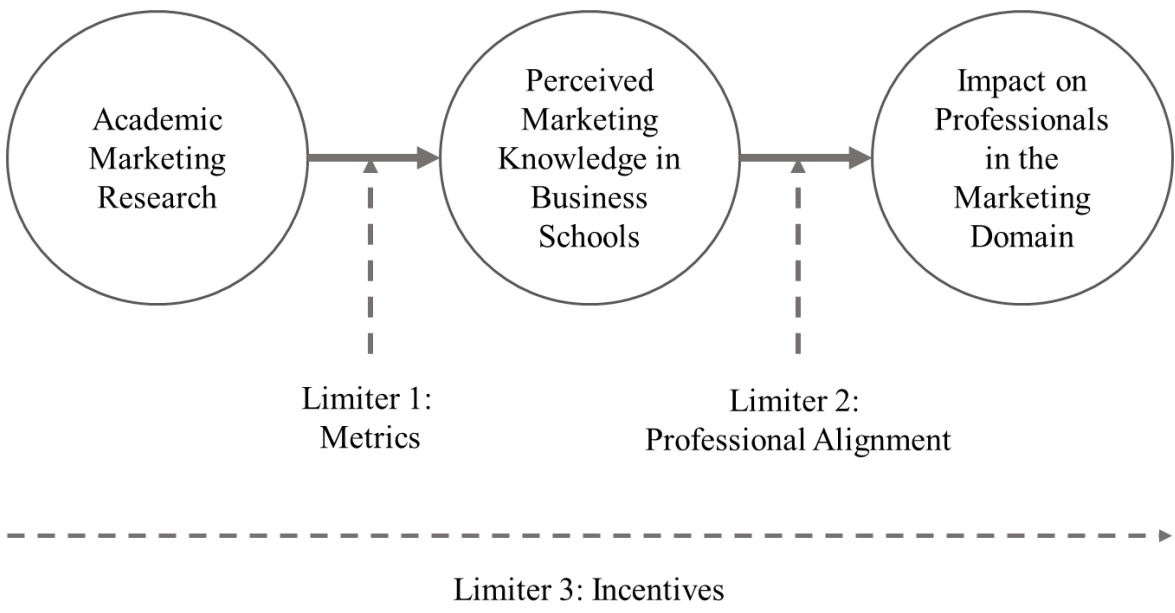 Academic
Marketing
Research
Perceived
Marketing
Knowledge in
Business
Schools
Impact on
Professionals
in the
Marketing
Domain
Limiter 1:
Metrics
Limiter 2:
Professional Alignment
Limiter 3: Incentives